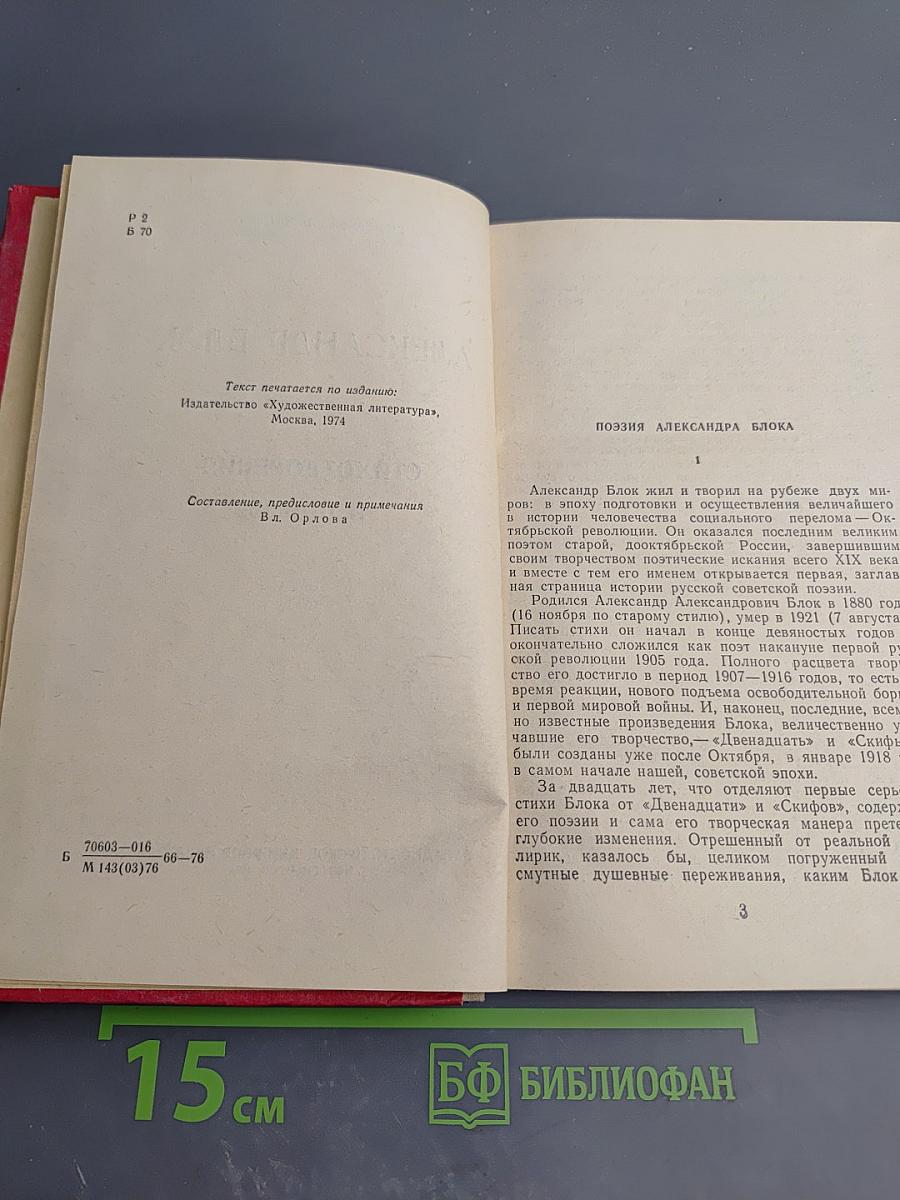 Р 2
Б 70
Текст печатается по изданию:
Издательство «Художественная литература»,
Москва, 1974
Составление, предисловие и примечания
Вл. Орлова
Б 70603—016
М 143(03)76 66—76
ПОЭЗИЯ АЛЕКСАНДРА БЛОКА
1
Александр Блок жил и творил на рубеже двух ми-
ров: в эпоху подготовки и осуществления величайшего
в истории человечества социального перелома — Ок-
тябрьской революции. Он оказался последним великим
поэтом старой, дооктябрьской России, завершившим
своим творчеством поэтические искания всего XIX века
и вместе с тем его именем открывается первая, заглав
ная страница истории русской советской поэзии.
Родился Александр Александрович Блок в 1880 год
(16 ноября по старому стилю), умер в 1921 (7 августа
Писать стихи он начал в конце девяностых годов
окончательно сложился как поэт накануне первой ру
ской революции 1905 года. Полного расцвета твор
ство его достигло в период 1907—1916 годов, то есть
время реакции, нового подъема освободительной борь
и первой мировой войны. И, наконец, последние, всем
но известные произведения Блока, величественно у
чавшие его творчество,— «Двенадцать» и «Скифы
были созданы уже после Октября, в январе 1918
в самом начале нашей, советской эпохи.
За двадцать лет, что отделяют первые серь
стихи Блока от «Двенадцати» и «Скифов», содер
его поэзии и сама его творческая манера прете
глубокие изменения. Отрешенный от реальной
лирик, казалось бы, целиком погруженный
смутные душевные переживания, каким Блок
3
15 см
БФ БИБЛИОФАН